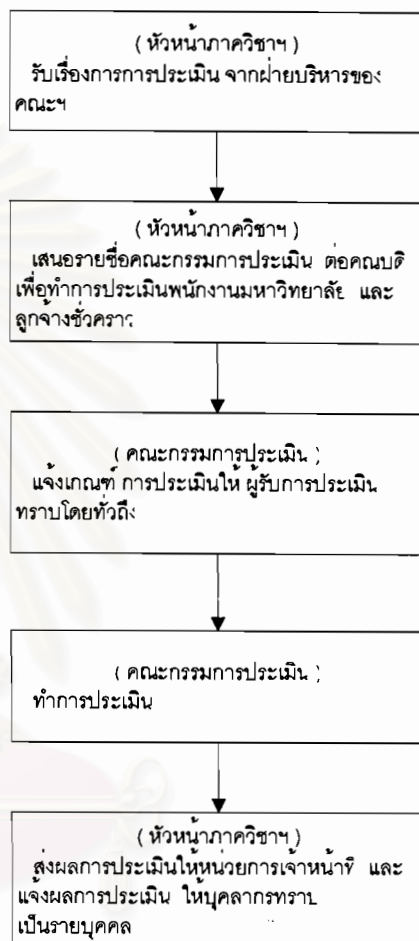 ( หัวหน้าภาควิชาฯ )
รับเรื่องการการประเมิน จากฝ่ายบริหารของ
คณะฯ
( หัวหน้าภาควิชาฯ )
เสนอรายชื่อคณะกรรมการประเมิน ต่อคณบดี
เพื่อทำการประเมินพนักงานมหาวิทยาลัย และ
ลูกจ้างชั่วคราว
( คณะกรรมการประเมิน )
แจ้งเกณฑ์ การประเมินให้ ผู้รับการประเมิน
ทราบโดยทั่วถึง
( คณะกรรมการประเมิน )
ทำการประเมิน
( หัวหน้าภาควิชาฯ )
ส่งผลการประเมินให้หน่วยการเจ้าหน้าที่ และ
แจ้งผลการประเมิน ให้บุคลากรทราบ
เป็นรายบุคคล